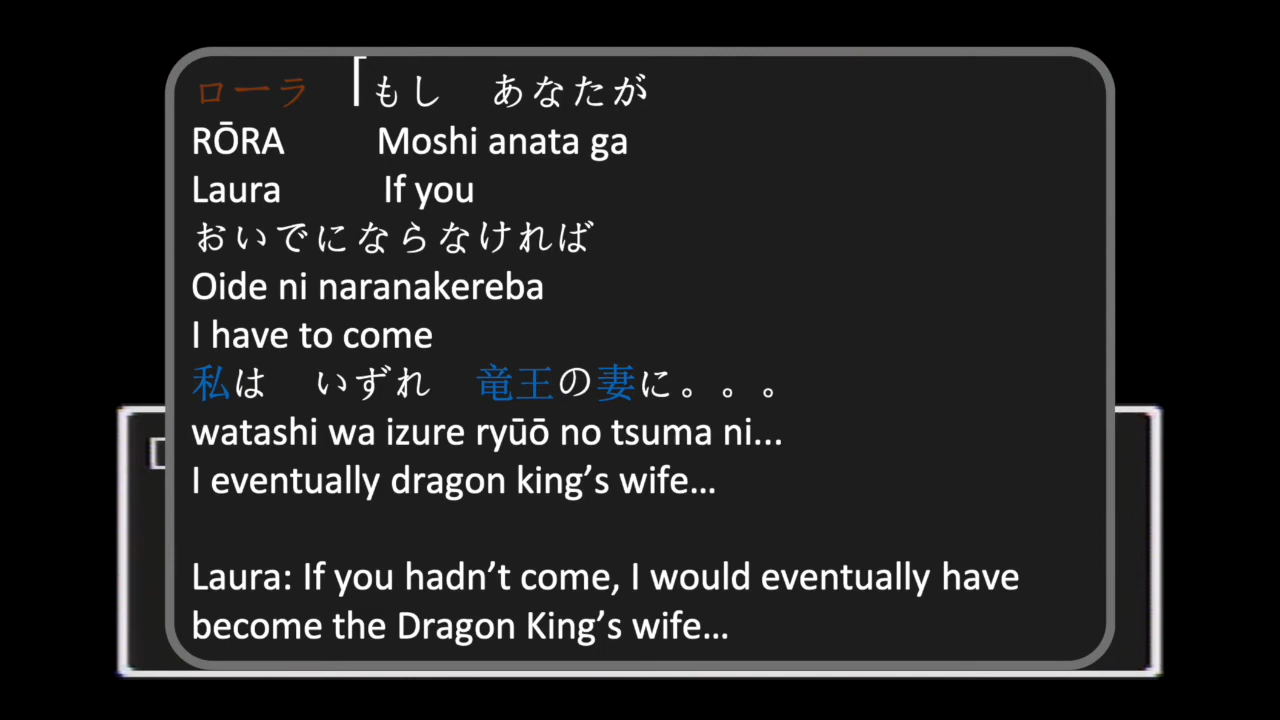 ローラ 「もし あなたが
RŌRA Moshi anata ga
Laura If you
おいでにならなければ
Oide ni naranakereba
I have to come
私は いずれ 竜王の妻に。。。
watashi wa izure ryūō no tsuma ni...
I eventually dragon king’s wife…
Laura: If you hadn’t come, I would eventually have
become the Dragon King’s wife…